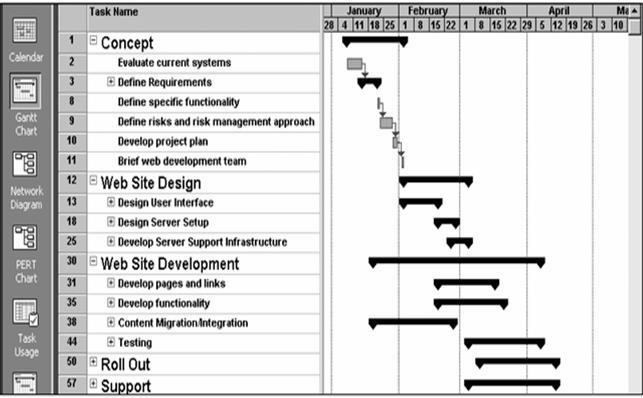 Task Name
January February March April Ma
28 4 11 18 25 1 8 15 22 1 8 15 22 29 5 12 19 26 3 10
Calendar
Gantt
Chart
Network
Diagram
PERT
Chart
Task
Usage
1 Concept
2 Evaluate current systems
3 Define Requirements
8 Define specific functionality
9 Define risks and risk management approach
10 Develop project plan
11 Brief web development team
12 Web Site Design
13 Design User Interface
18 Design Server Setup
25 Develop Server Support Infrastructure
30 Web Site Development
31 Develop pages and links
35 Develop functionality
38 Content Migration/Integration
44 Testing
50 Roll Out
57 Support